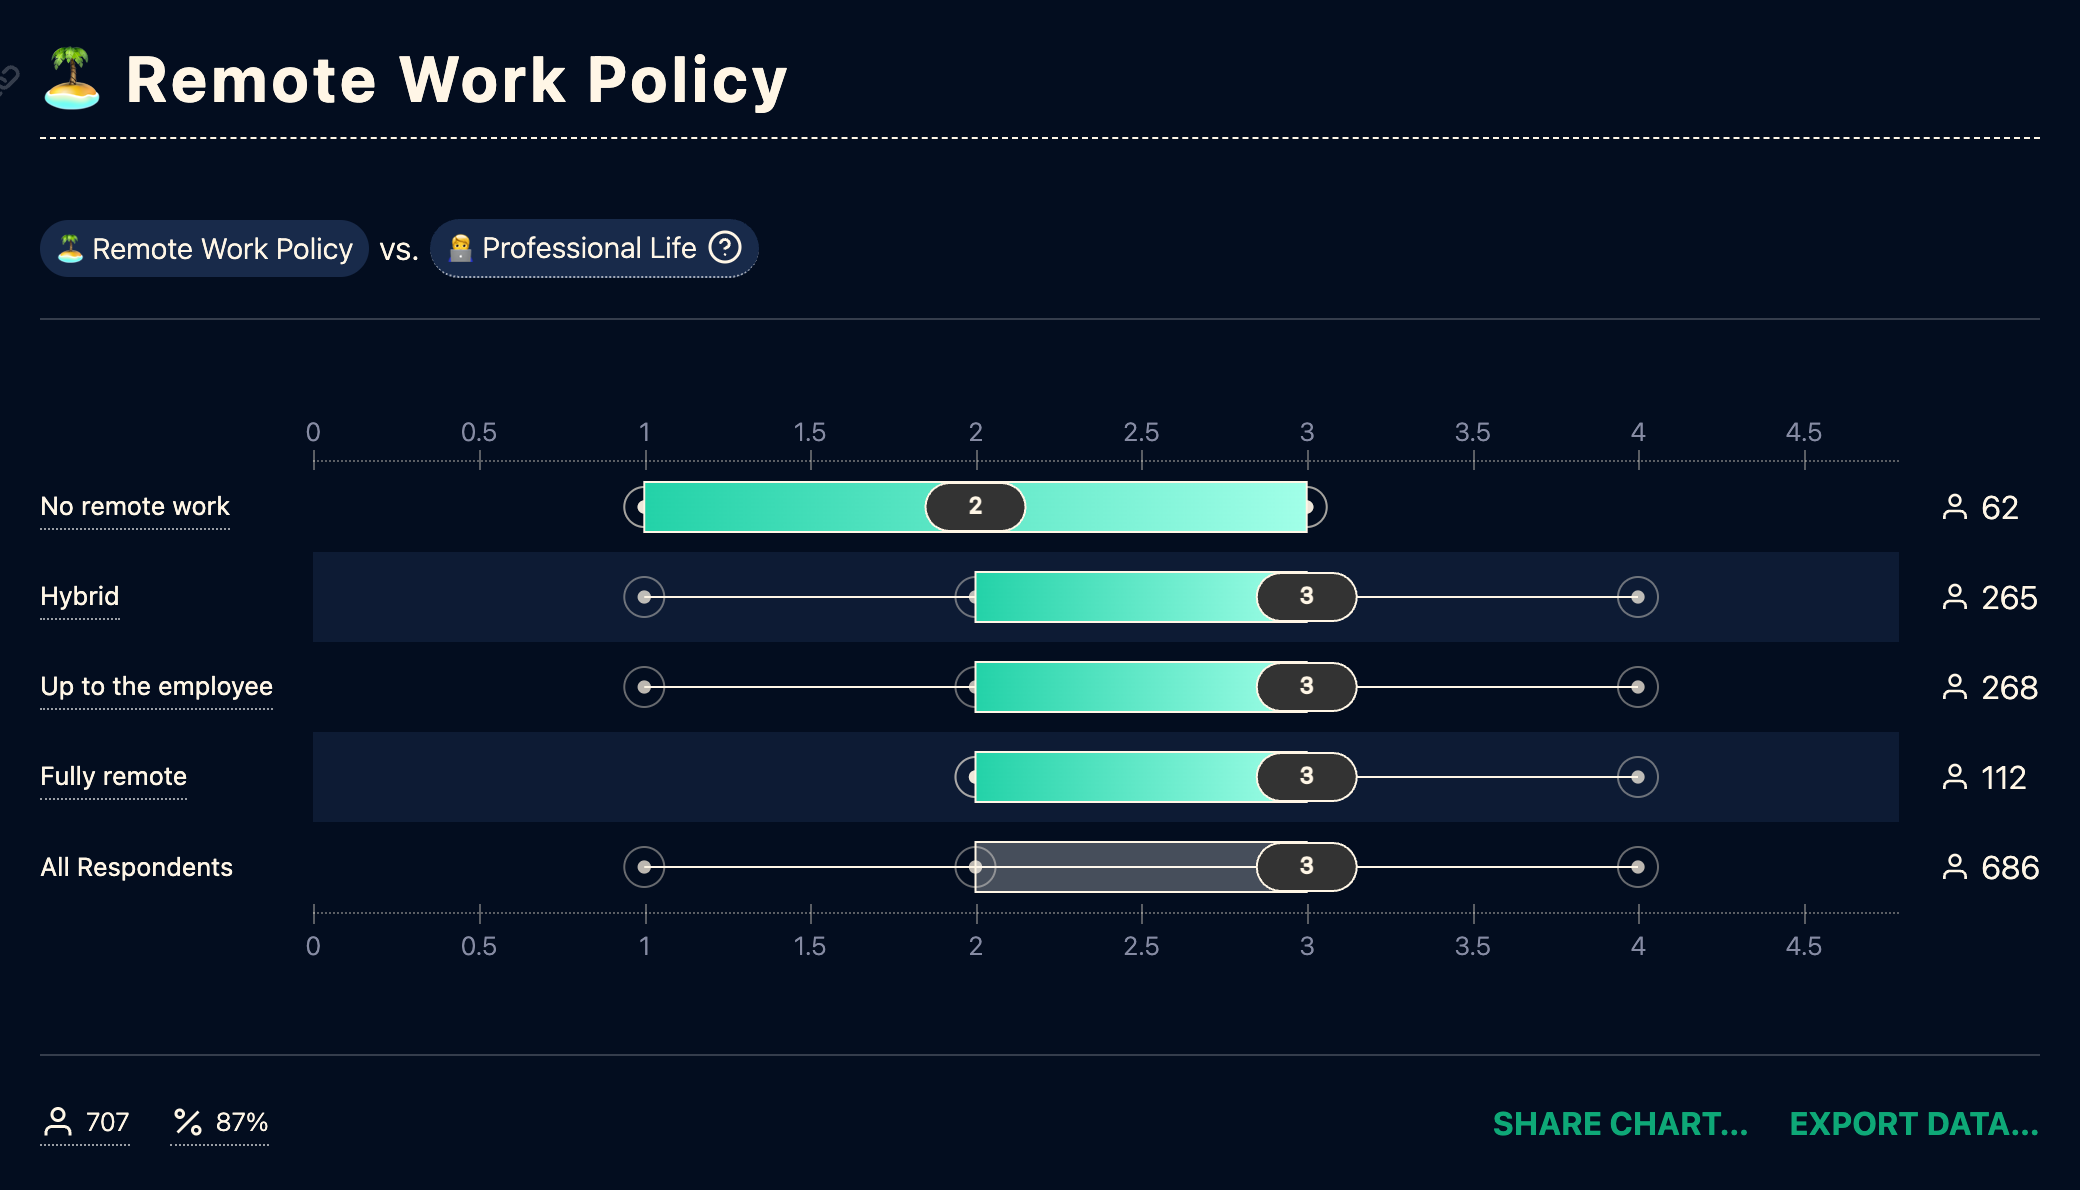 Remote Work Policy
Remote Work Policy vs. Professional Life ?
0 0.5 1 1.5 2 2.5 3 3.5 4 4.5
No remote work 2 62
Hybrid 3 265
Up to the employee 3 268
Fully remote 3 112
All Respondents 3 686
0 0.5 1 1.5 2 2.5 3 3.5 4 4.5
707 % 87% SHARE CHART... EXPORT DATA...